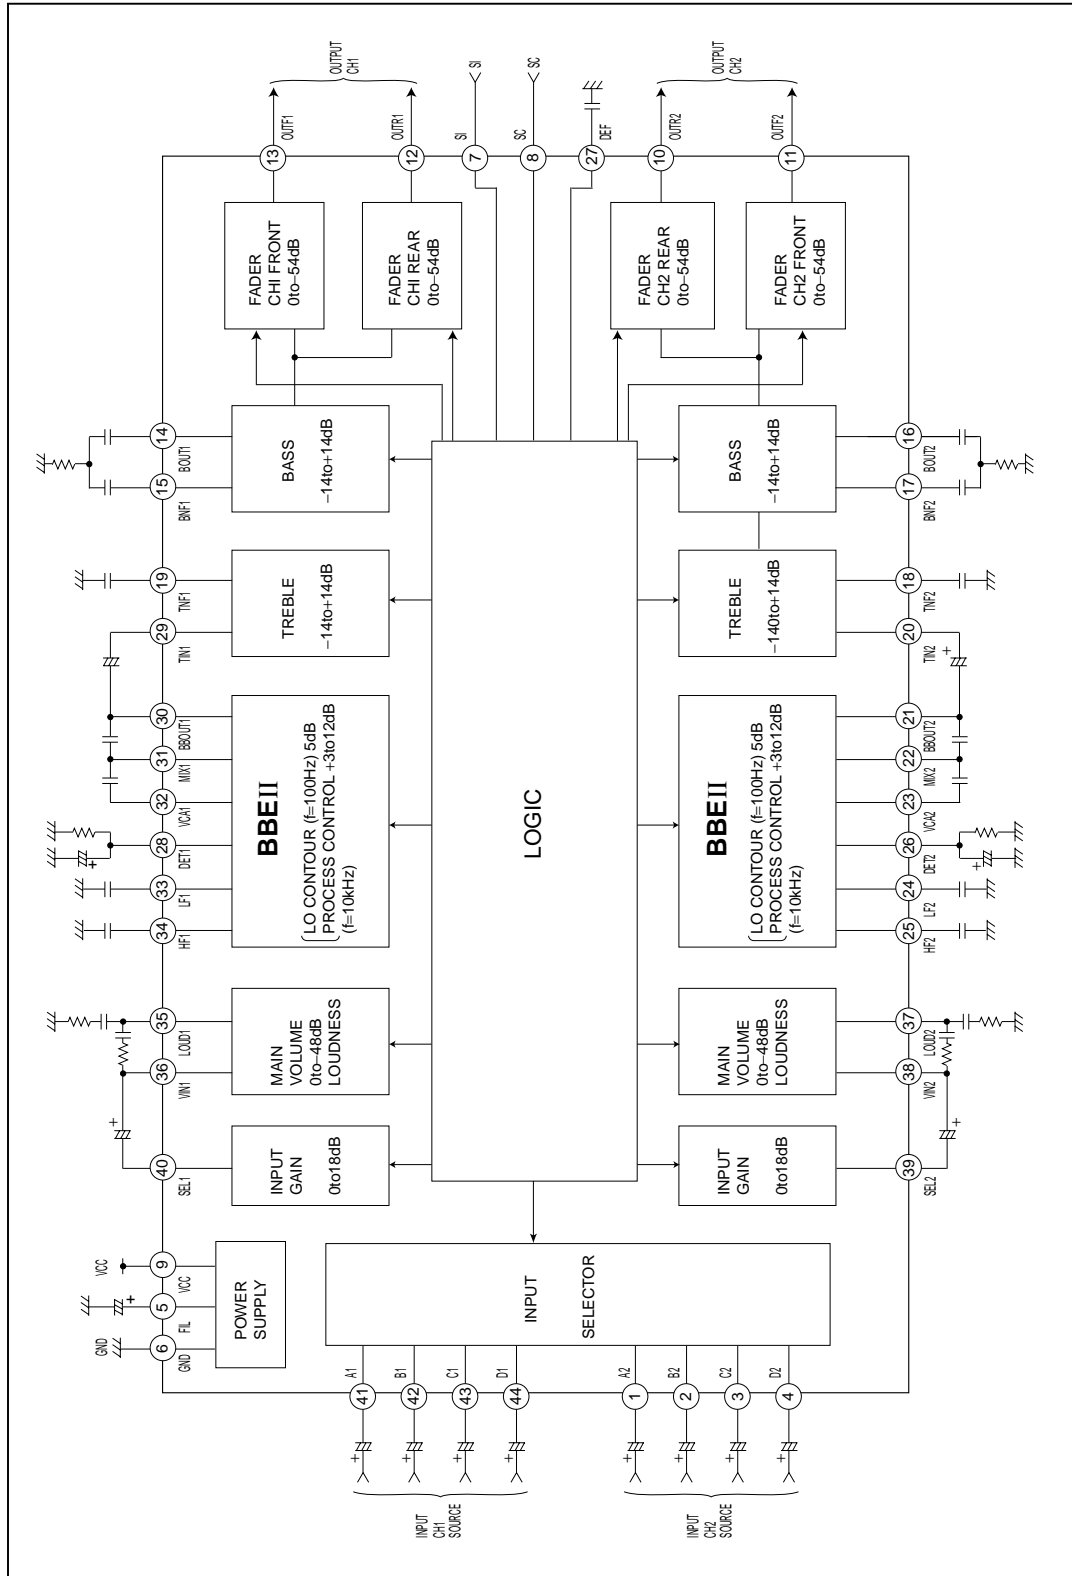 OUTPUT
CH1
SI
SC
OUTPUT
CH2
OUTF1
OUTR1
SI
SC
DEF
OUTR2
OUTF2
13
12
7
8
27
10
11
FADER
CHI FRONT
0to−54dB
FADER
CHI REAR
0to−54dB
FADER
CH2 REAR
0to−54dB
FADER
CH2 FRONT
0to−54dB
14
BOUT1
15
BNF1
BASS
−14to+14dB
BASS
−14to+14dB
16
BOUT2
17
BNF2
19
TNF1
29
TIN1
TREBLE
−14to+14dB
TREBLE
−140to+14dB
18
TNF2
20
TIN2
+
30
BBOUT1
31
MIX1
32
VCA1
28
DET1
+
33
LF1
34
HF1
BBEII
LO CONTOUR (f=100Hz) 5dB
PROCESS CONTROL +3to12dB
(f=10kHz)
LOGIC
BBEII
LO CONTOUR (f=100Hz) 5dB
PROCESS CONTROL +3to12dB
(f=10kHz)
21
BBOUT2
22
MIX2
23
VCA2
26
DET2
+
24
LF2
25
HF2
35
LOUD1
36
VIN1
+
MAIN
VOLUME
0to−48dB
LOUDNESS
MAIN
VOLUME
0to−48dB
LOUDNESS
37
LOUD2
38
VIN2
+
40
SEL1
INPUT
GAIN
0to18dB
INPUT
GAIN
0to18dB
39
SEL2
VCC
9
VCC
+
5
FIL
GND
6
GND
POWER
SUPPLY
INPUT
SELECTOR
A1
B1
C1
D1
A2
B2
C2
D2
41
42
43
44
1
2
3
4
+
+
+
+
+
+
+
+
INPUT
CH1
SOURCE
INPUT
CH2
SOURCE